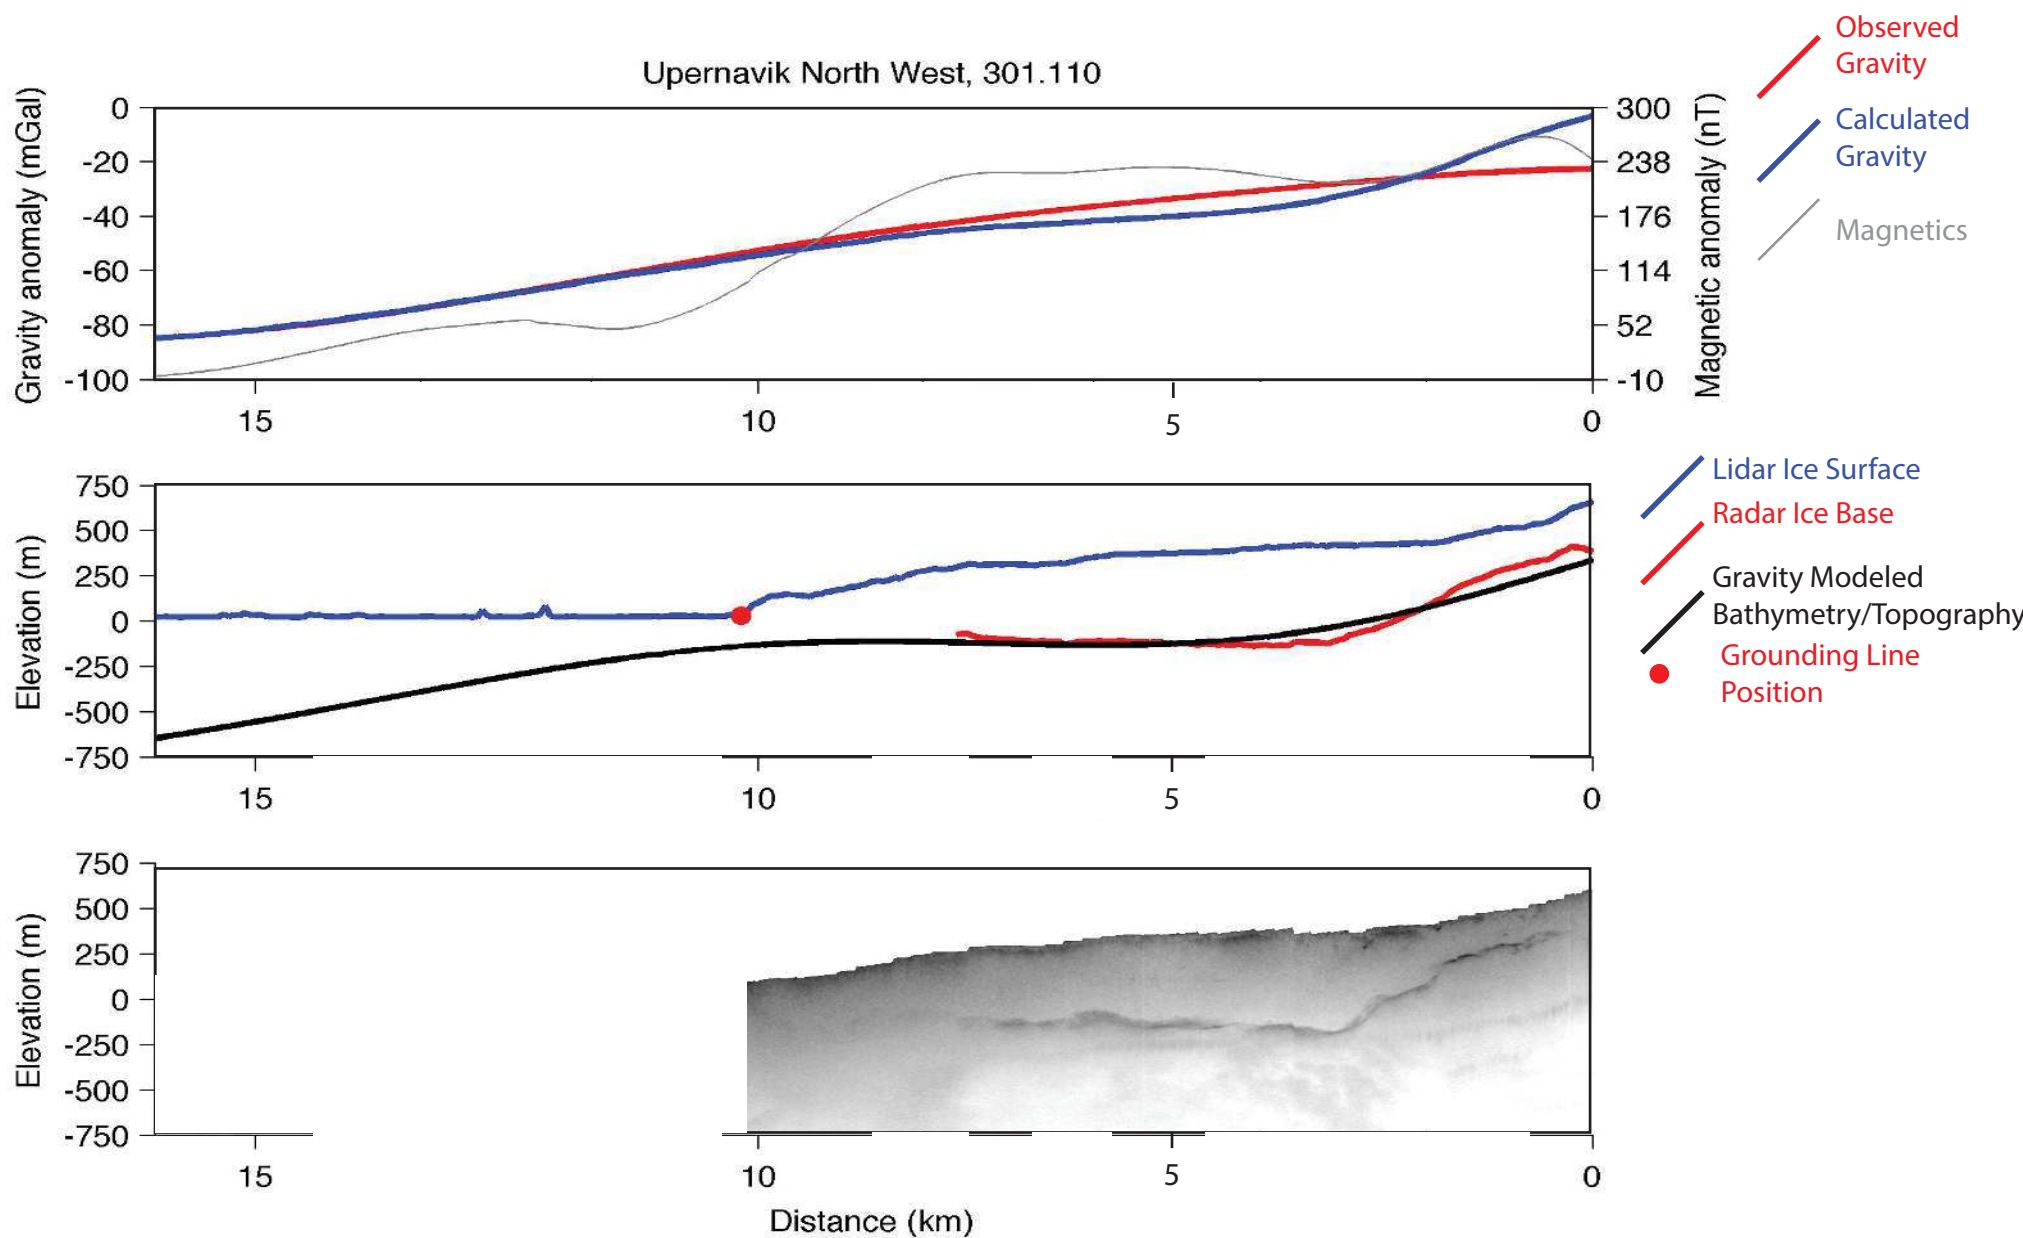 Upernavik North West, 301.110
Gravity anomaly (mGal)
0
-20
-40
-60
-80
-100
300
238
176
114
52
-10
Magnetic anomaly (nT)
15
10
5
0
Observed
Gravity
Calculated
Gravity
Magnetics
Elevation (m)
750
500
250
0
-250
-500
-750
15
10
5
0
Lidar Ice Surface
Radar Ice Base
Gravity Modeled
Bathymetry/Topography
Grounding Line
Position
Elevation (m)
750
500
250
0
-250
-500
-750
15
10
5
0
Distance (km)